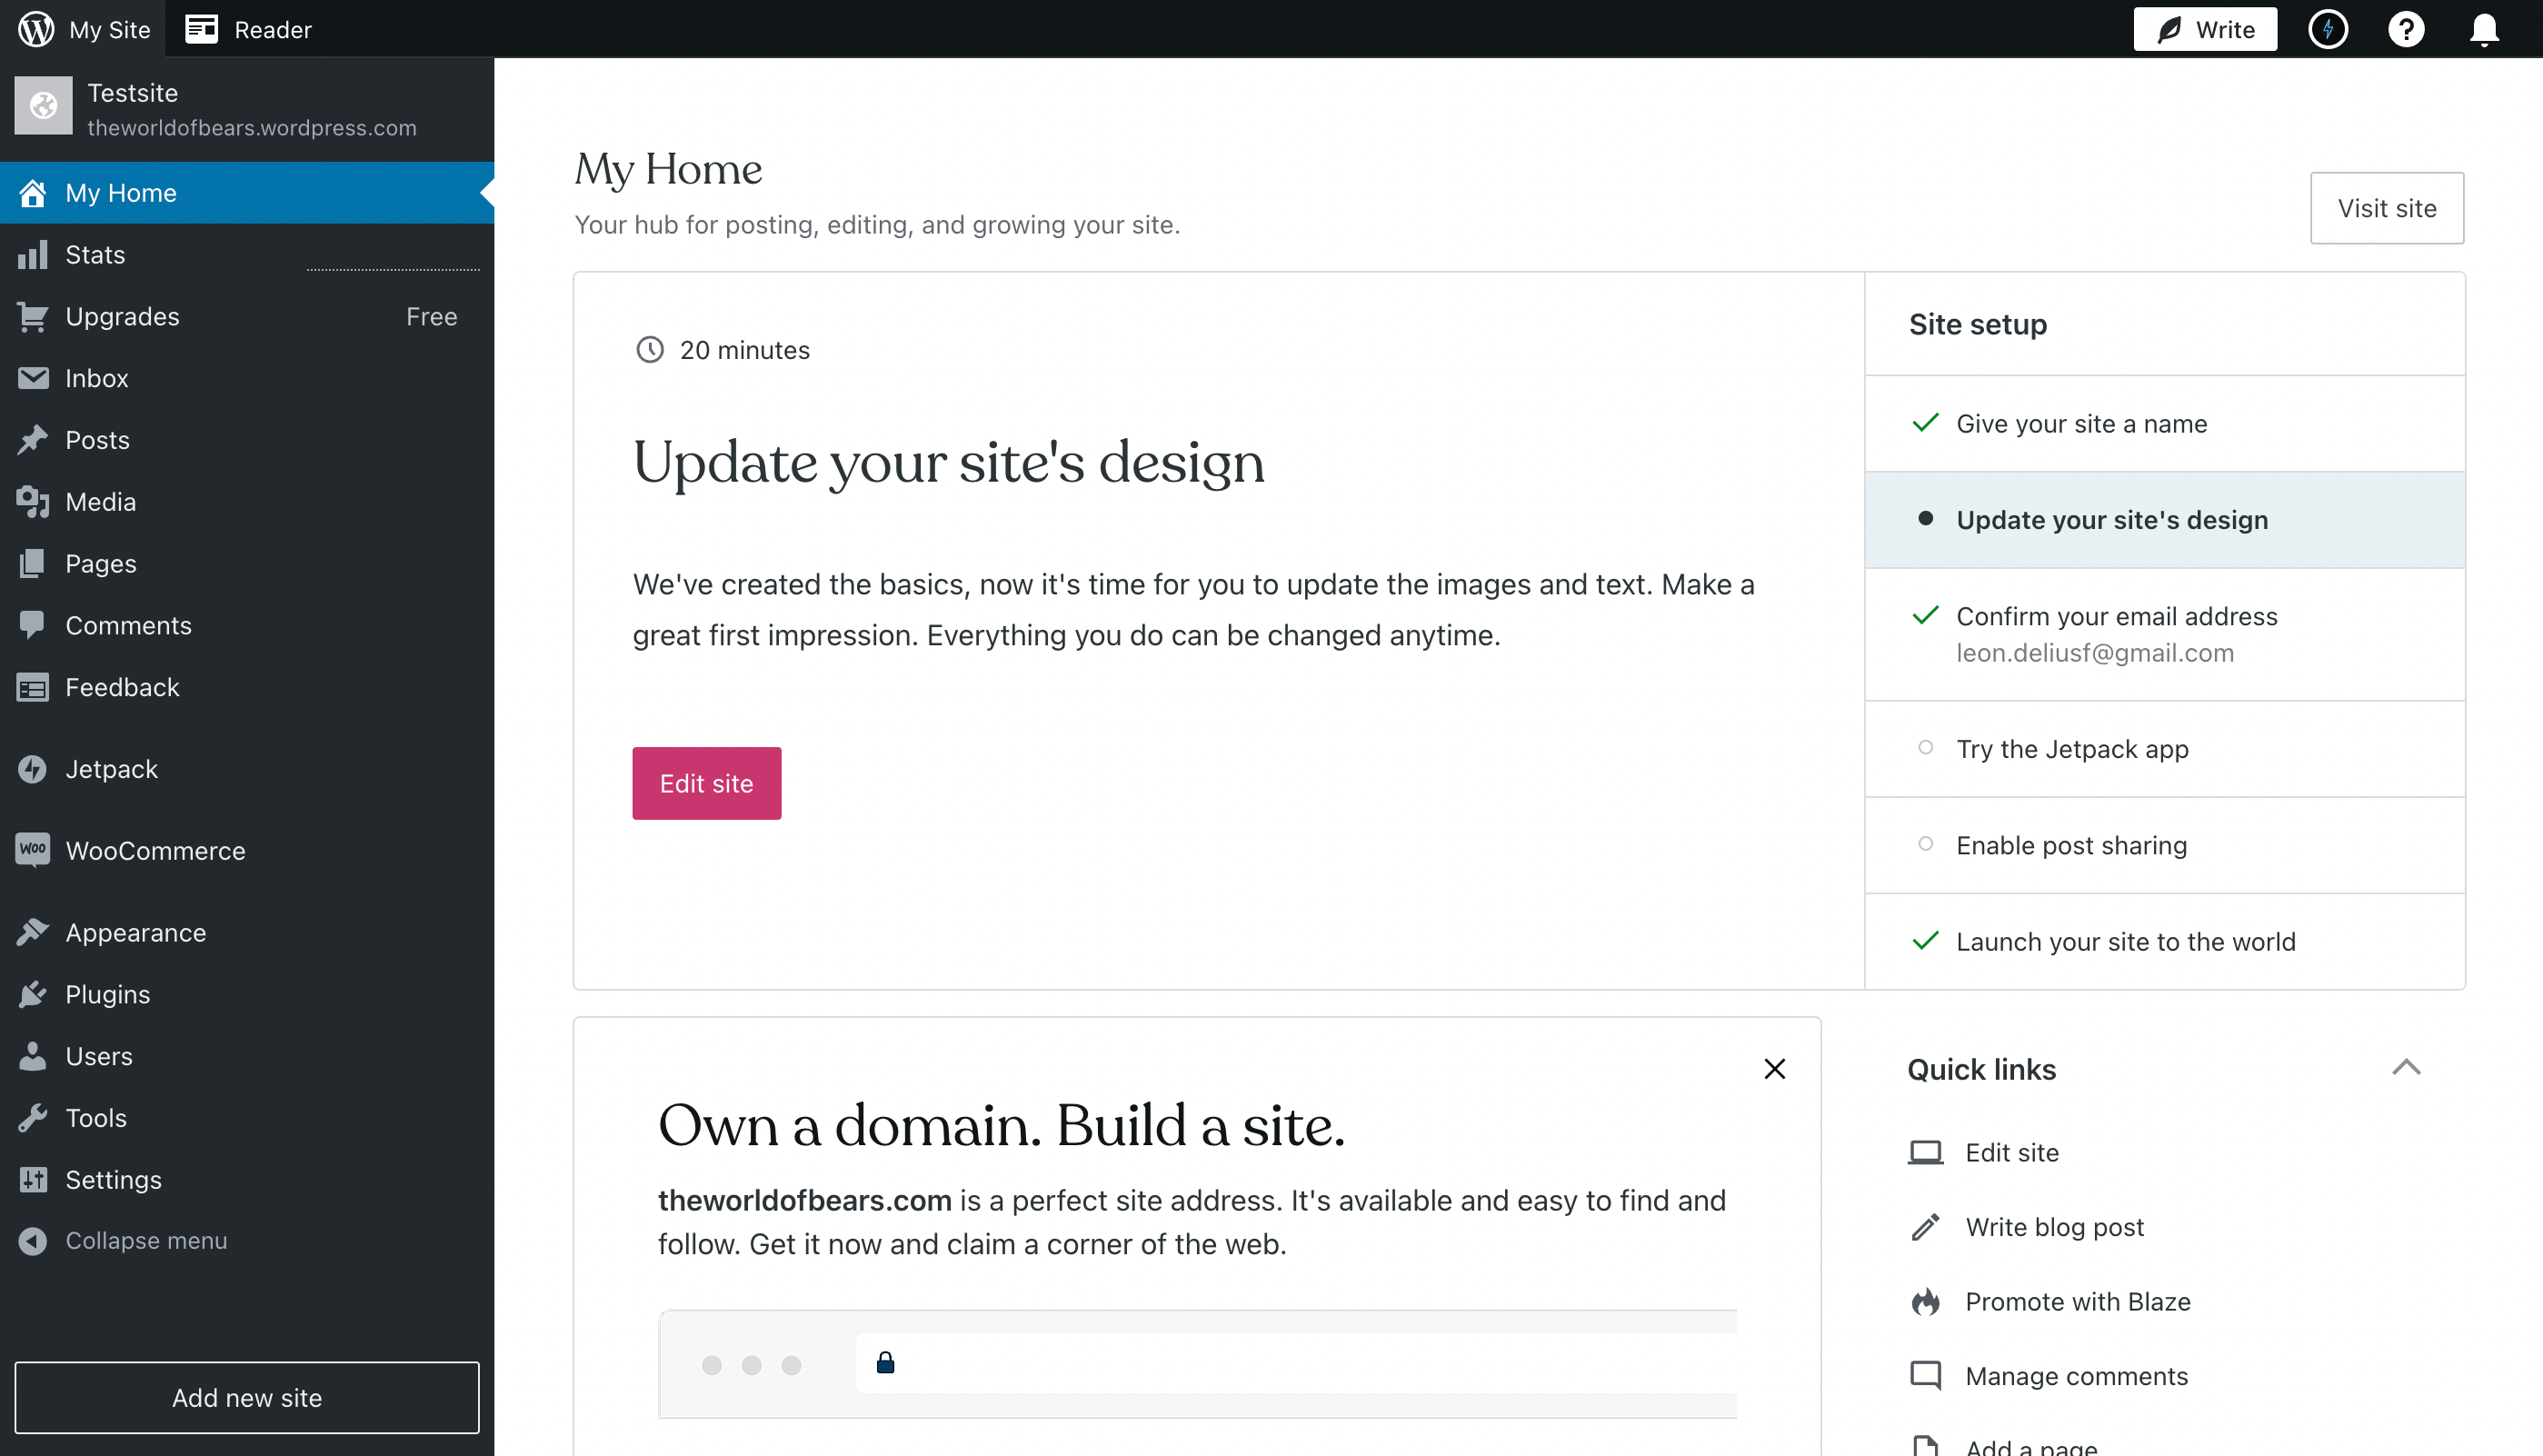 My Site
Reader
Write
Testsite
theworldofbears.wordpress.com
My Home
Stats
Upgrades Free
Inbox
Posts
Media
Pages
Comments
Feedback
Jetpack
Woo WooCommerce
Appearance
Plugins
Users
Tools
Settings
Collapse menu
Add new site
My Home
Your hub for posting, editing, and growing your site.
Visit site
20 minutes
Update your site's design
We've created the basics, now it's time for you to update the images and text. Make a
great first impression. Everything you do can be changed anytime.
Edit site
Site setup
Give your site a name
Update your site's design
Confirm your email address
leon.deliusf@gmail.com
Try the Jetpack app
Enable post sharing
Launch your site to the world
Own a domain. Build a site.
theworldofbears.com is a perfect site address. It's available and easy to find and
follow. Get it now and claim a corner of the web.
Quick links
Edit site
Write blog post
Promote with Blaze
Manage comments
Add a page